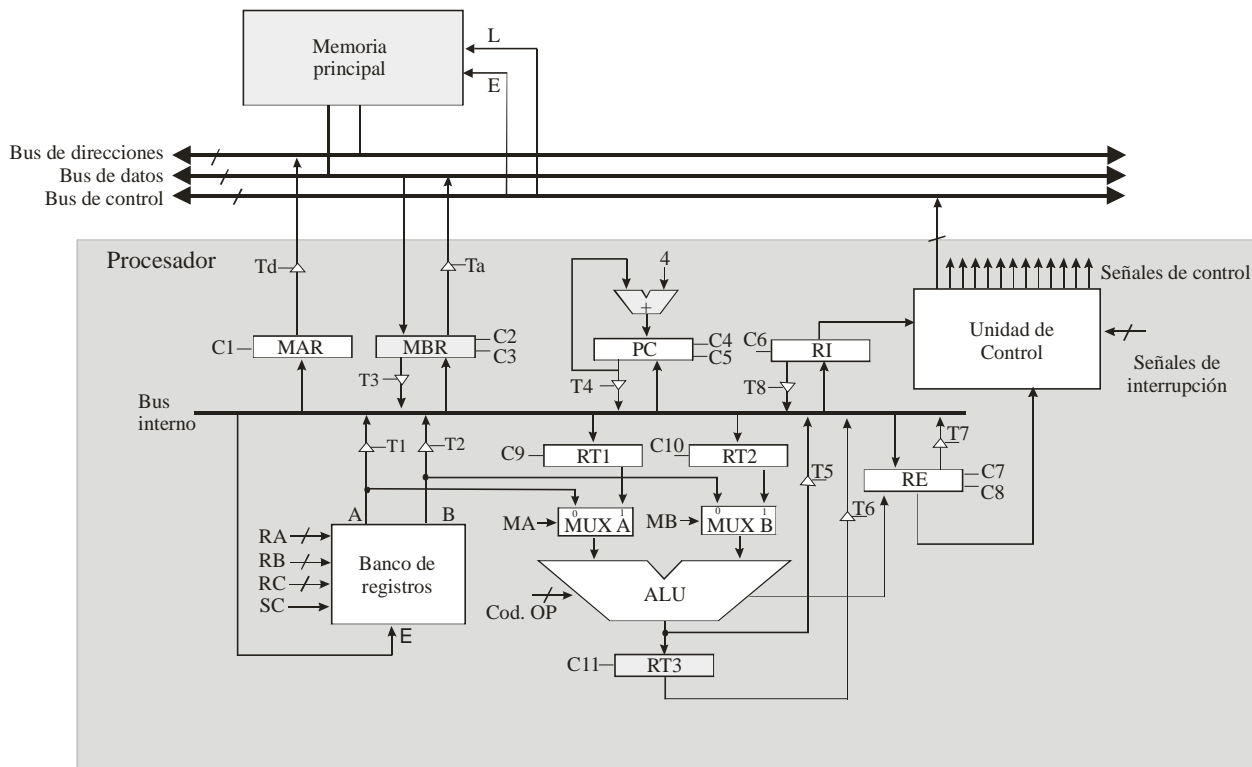 Memoria
principal
L
E
Bus de direcciones
Bus de datos
Bus de control
Procesador
Td
Ta
4
+
Señales de control
Unidad de
Control
Señales de
interrupción
C1
MAR
MBR
C2
C3
PC
C4
C5
C6
RI
T3
T4
T8
Bus
interno
T1
T2
C9
RT1
C10
RT2
T5
T7
RE
C7
C8
T6
A
B
MA
0
1
MUX A
MB
0
1
MUX B
RA
RB
RC
SC
Banco de
registros
E
Cod. OP
ALU
C11
RT3